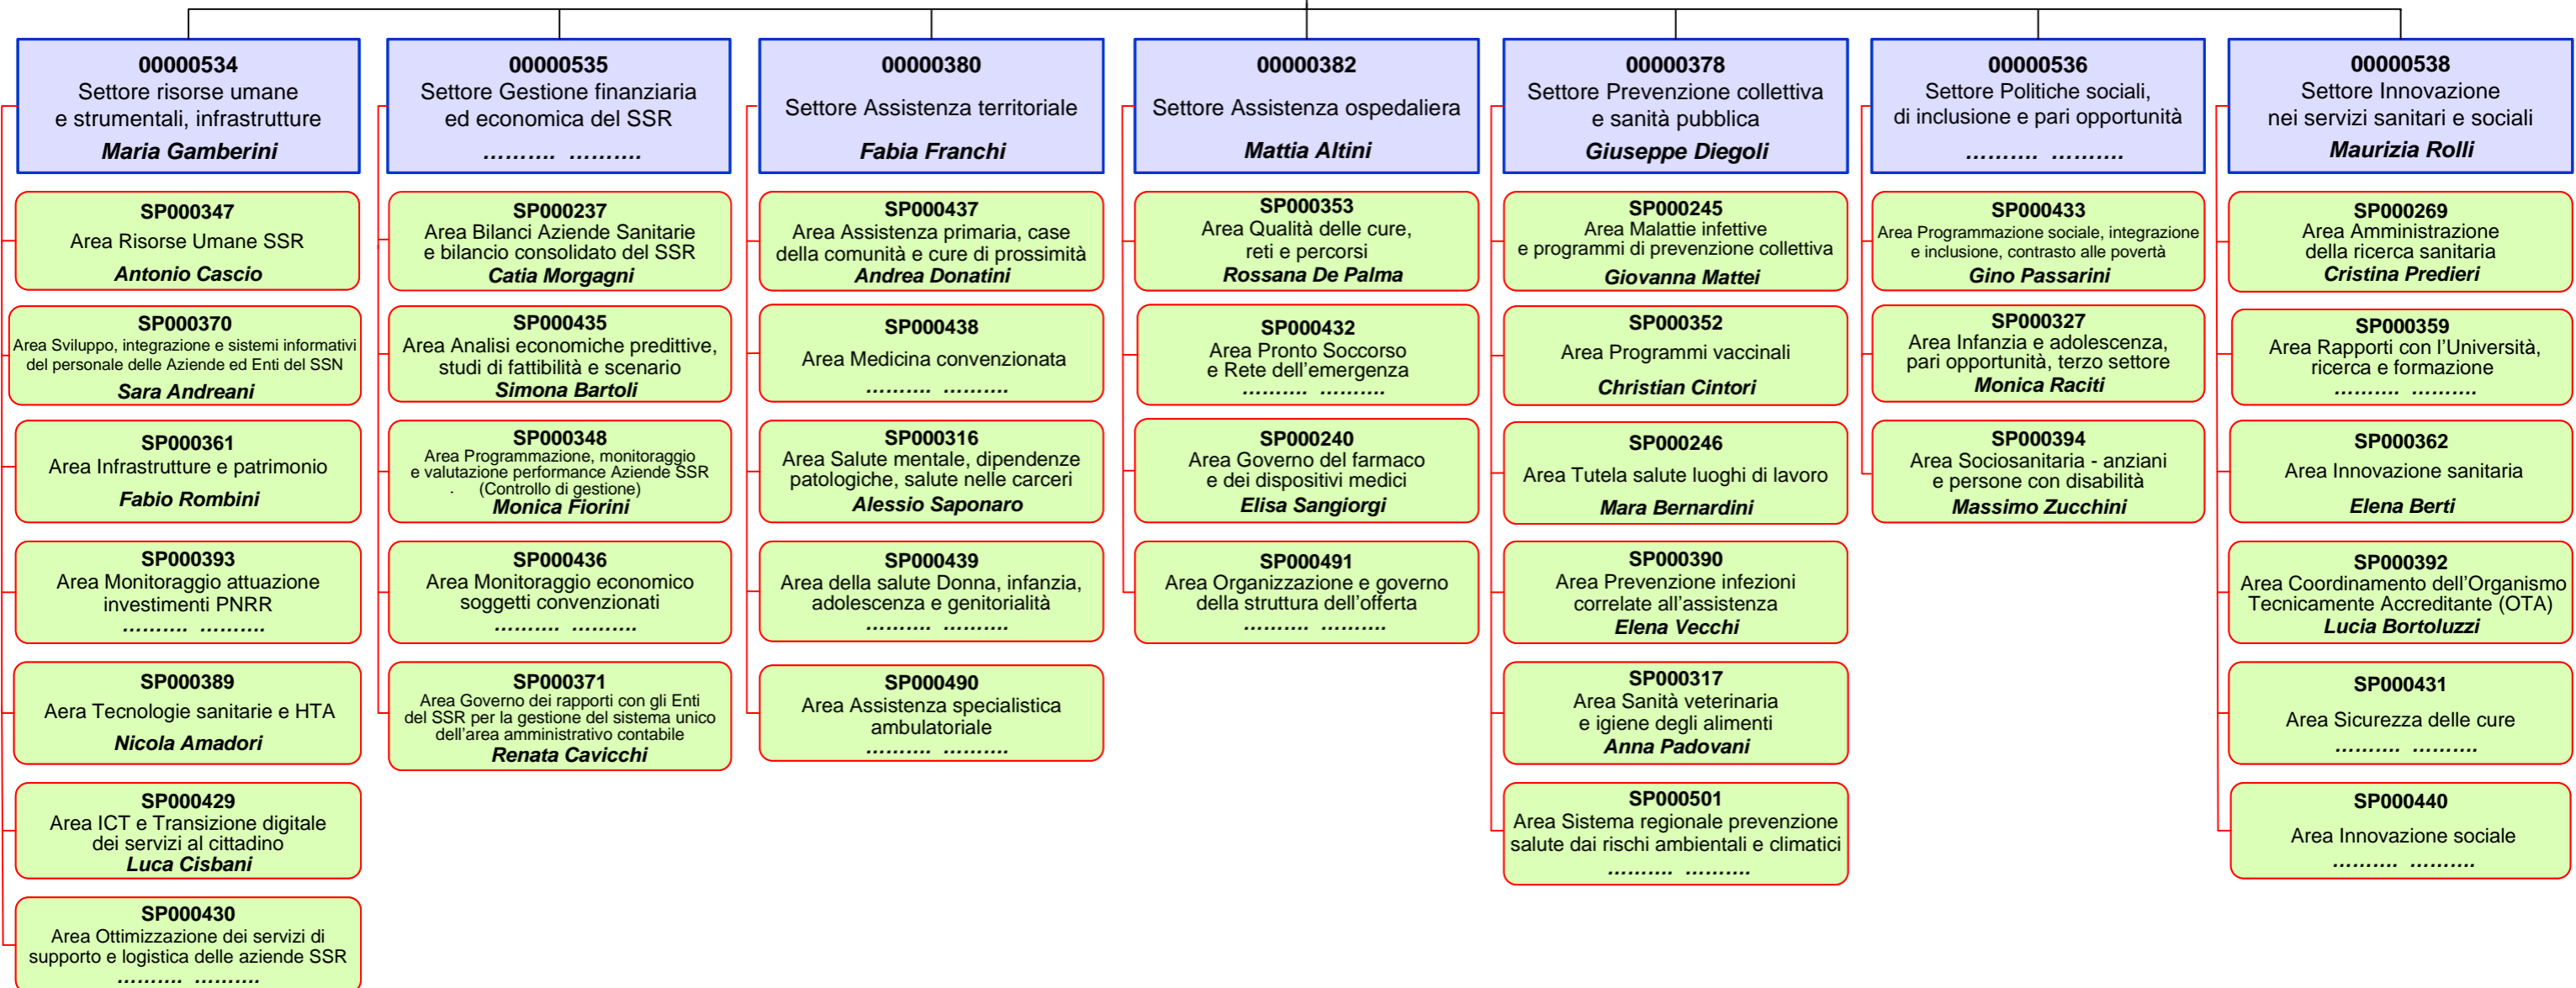 00000534
Settore risorse umane
e strumentali, infrastrutture
Maria Gamberini
SP000347
Area Risorse Umane SSR
Antonio Cascio
SP000370
Area Sviluppo, integrazione e sistemi informativi
del personale delle Aziende ed Enti del SSN
Sara Andreani
SP000361
Area Infrastrutture e patrimonio
Fabio Rombini
SP000393
Area Monitoraggio attuazione
investimenti PNRR
………. ……….
SP000389
Aera Tecnologie sanitarie e HTA
Nicola Amadori
SP000429
Area ICT e Transizione digitale
dei servizi al cittadino
Luca Cisbani
SP000430
Area Ottimizzazione dei servizi di
supporto e logistica delle aziende SSR
………. ……….
00000535
Settore Gestione finanziaria
ed economica del SSR
………. ……….
SP000237
Area Bilanci Aziende Sanitarie
e bilancio consolidato del SSR
Catia Morgagni
SP000435
Area Analisi economiche predittive,
studi di fattibilità e scenario
Simona Bartoli
SP000348
Area Programmazione, monitoraggio
e valutazione performance Aziende SSR
. (Controllo di gestione)
Monica Fiorini
SP000436
Area Monitoraggio economico
soggetti convenzionati
………. ……….
SP000371
Area Governo dei rapporti con gli Enti
del SSR per la gestione del sistema unico
dell'area amministrativo contabile
Renata Cavicchi
00000380
Settore Assistenza territoriale
Fabia Franchi
SP000437
Area Assistenza primaria, case
della comunità e cure di prossimità
Andrea Donatini
SP000438
Area Medicina convenzionata
………. ……….
SP000316
Area Salute mentale, dipendenze
patologiche, salute nelle carceri
Alessio Saponaro
SP000439
Area della salute Donna, infanzia,
adolescenza e genitorialità
………. ……….
SP000490
Area Assistenza specialistica
ambulatoriale
………. ……….
00000382
Settore Assistenza ospedaliera
Mattia Altini
SP000353
Area Qualità delle cure,
reti e percorsi
Rossana De Palma
SP000432
Area Pronto Soccorso
e Rete dell'emergenza
………. ……….
SP000240
Area Governo del farmaco
e dei dispositivi medici
Elisa Sangiorgi
SP000491
Area Organizzazione e governo
della struttura dell'offerta
………. ……….
00000378
Settore Prevenzione collettiva
e sanità pubblica
Giuseppe Diegoli
SP000245
Area Malattie infettive
e programmi di prevenzione collettiva
Giovanna Mattei
SP000352
Area Programmi vaccinali
Christian Cintori
SP000246
Area Tutela salute luoghi di lavoro
Mara Bernardini
SP000390
Area Prevenzione infezioni
correlate all'assistenza
Elena Vecchi
SP000317
Area Sanità veterinaria
e igiene degli alimenti
Anna Padovani
SP000501
Area Sistema regionale prevenzione
salute dai rischi ambientali e climatici
………. ……….
00000536
Settore Politiche sociali,
di inclusione e pari opportunità
………. ……….
SP000433
Area Programmazione sociale, integrazione
e inclusione, contrasto alle povertà
Gino Passarini
SP000327
Area Infanzia e adolescenza,
pari opportunità, terzo settore
Monica Raciti
SP000394
Area Sociosanitaria - anziani
e persone con disabilità
Massimo Zucchini
00000538
Settore Innovazione
nei servizi sanitari e sociali
Maurizia Rolli
SP000269
Area Amministrazione
della ricerca sanitaria
Cristina Predieri
SP000359
Area Rapporti con l'Università,
ricerca e formazione
………. ……….
SP000362
Area Innovazione sanitaria
Elena Berti
SP000392
Area Coordinamento dell'Organismo
Tecnicamente Accreditante (OTA)
Lucia Bortoluzzi
SP000431
Area Sicurezza delle cure
………. ……….
SP000440
Area Innovazione sociale
………. ……….